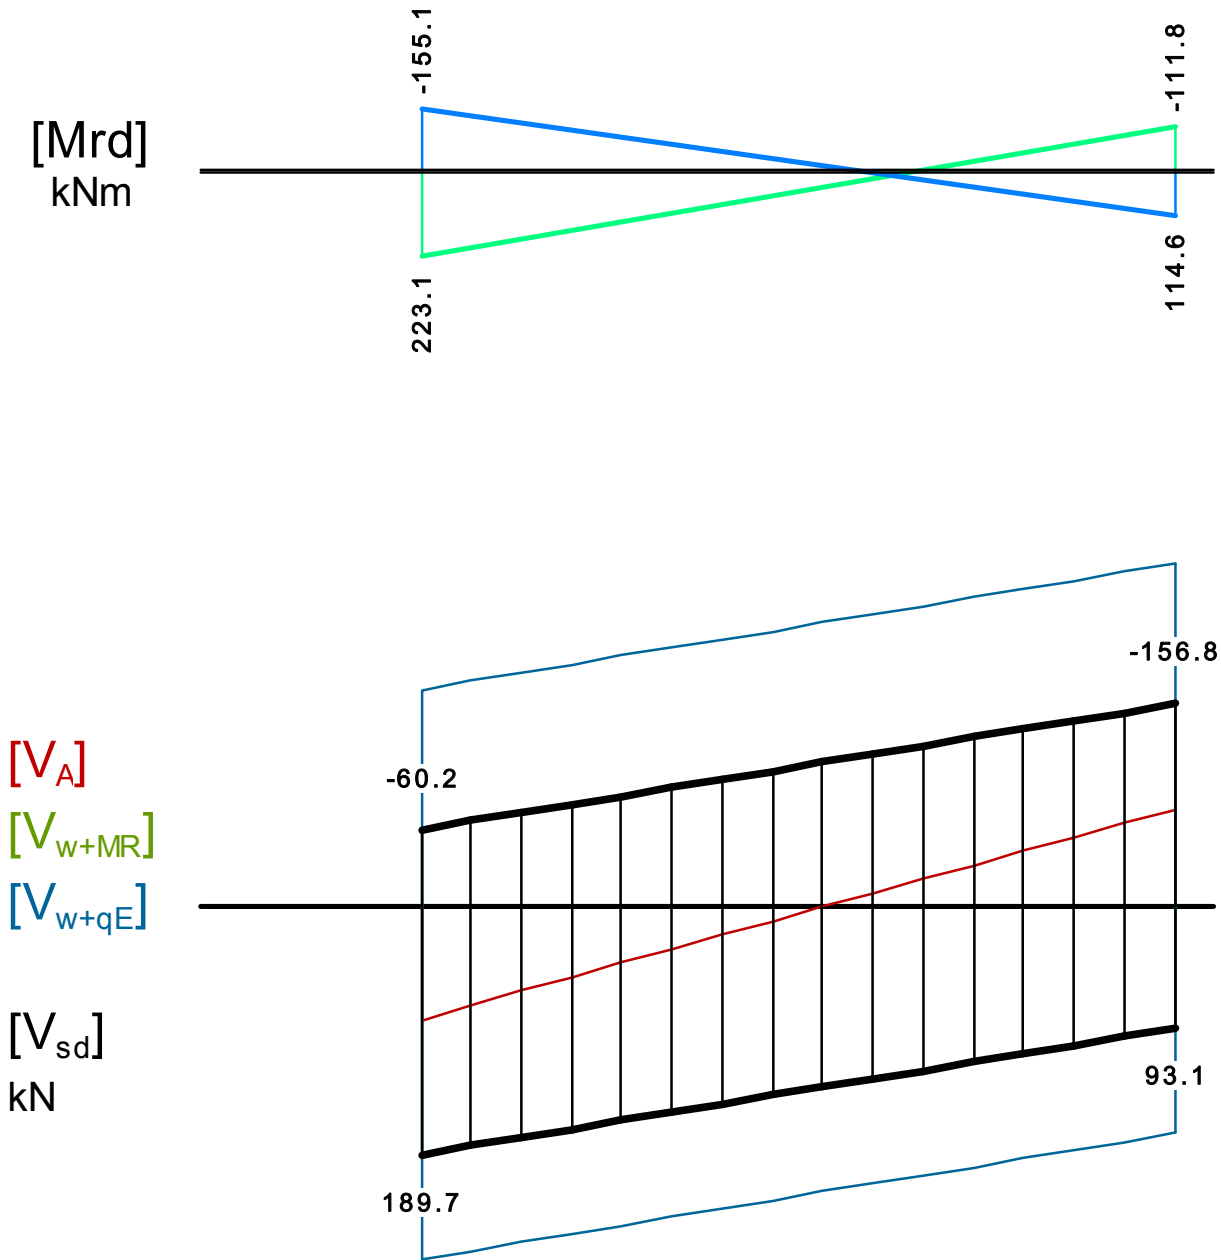 -155.1
-111.8
[Mrd]
kNm
223.1
114.6
-156.8
-60.2
[VA]
[Vw+MR]
[Vw+qE]
[Vsd]
kN
93.1
189.7